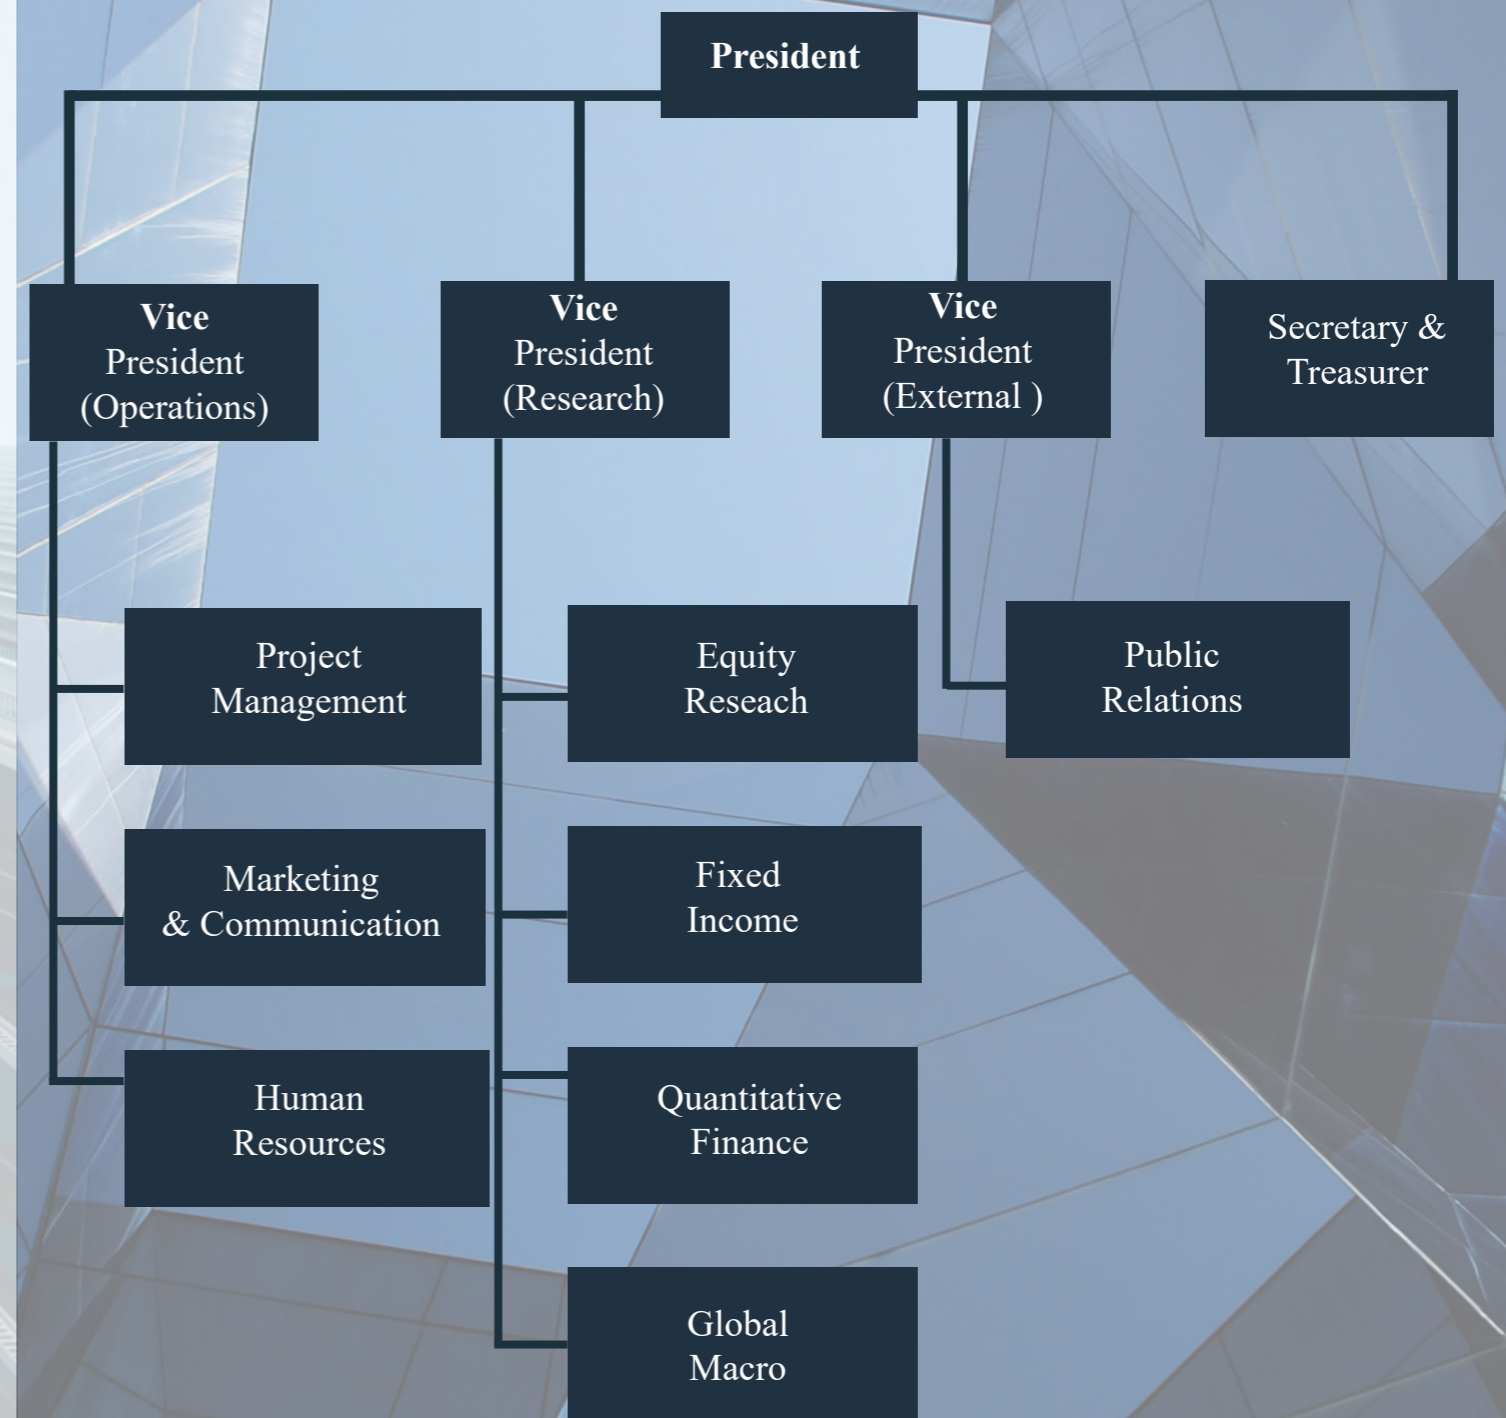 President
Vice
President
(Operations)
Vice
President
(Research)
Vice
President
(External )
Secretary &
Treasurer
Project
Management
Equity
Reseach
Public
Relations
Marketing
& Communication
Fixed
Income
Human
Resources
Quantitative
Finance
Global
Macro